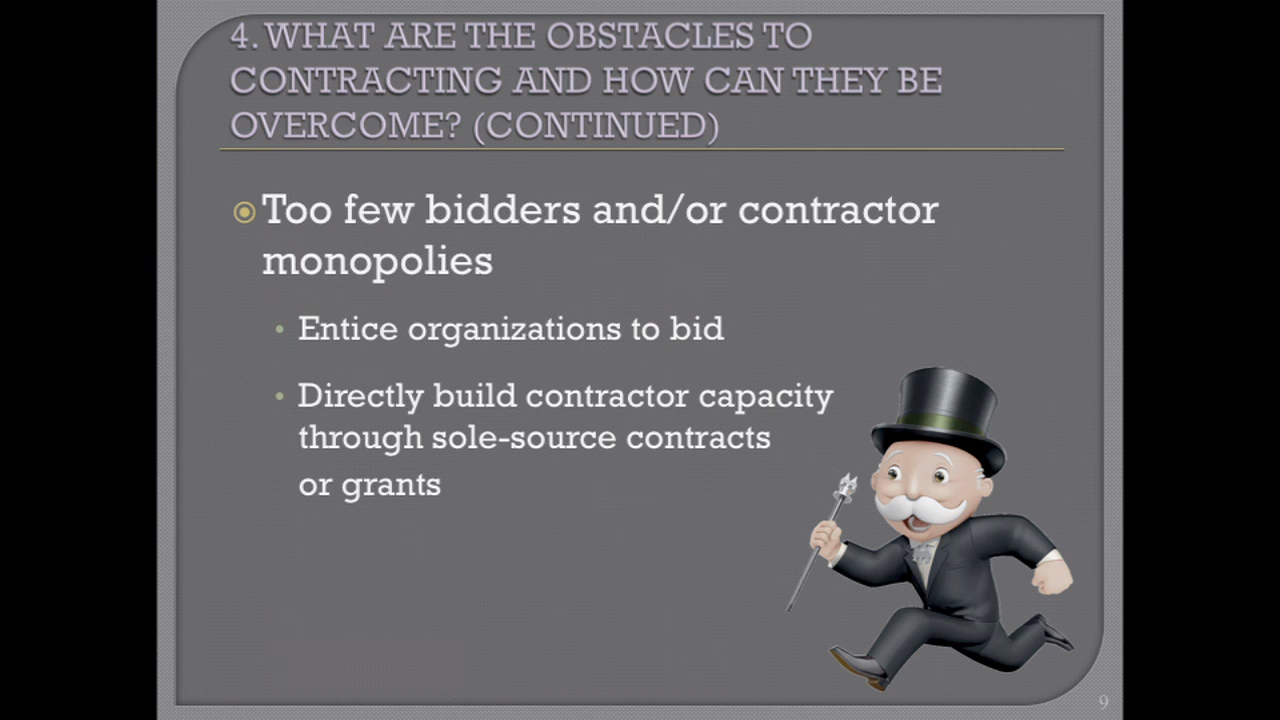 4. WHAT ARE THE OBSTACLES TO
CONTRACTING AND HOW CAN THEY BE
OVERCOME? (CONTINUED)
Too few bidders and/or contractor
monopolies
• Entice organizations to bid
• Directly build contractor capacity
through sole-source contracts
or grants
9